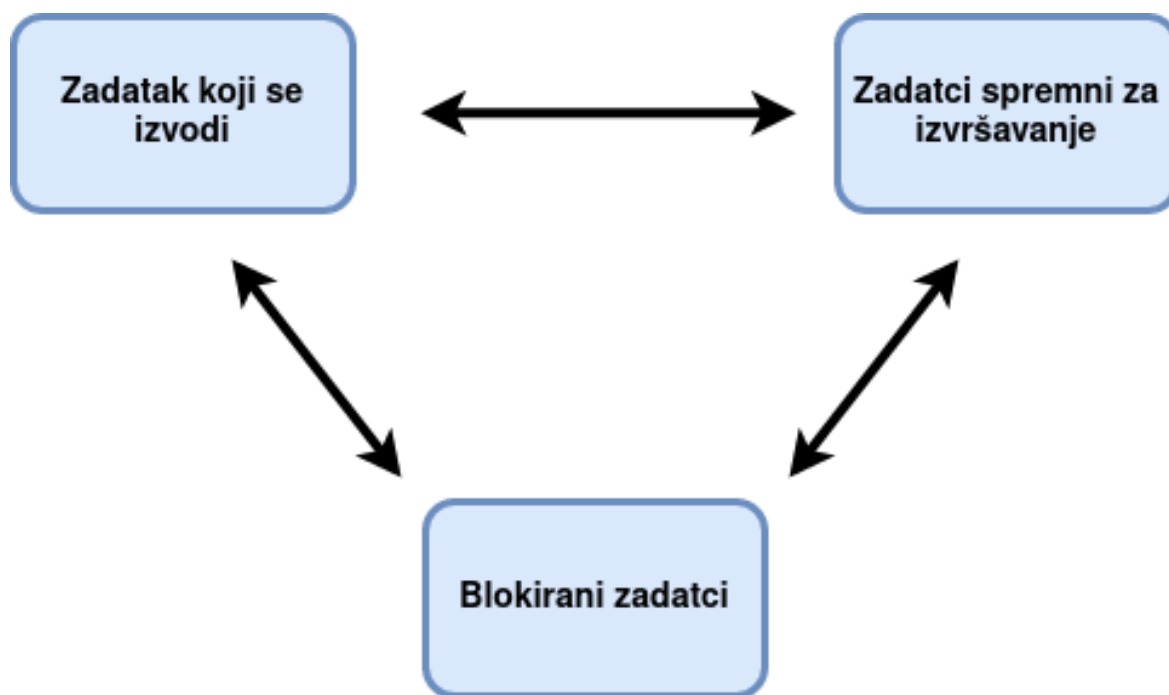 Zadatak koji se
izvodi
Zadatci spremni za
izvršavanje
Blokirani zadatci